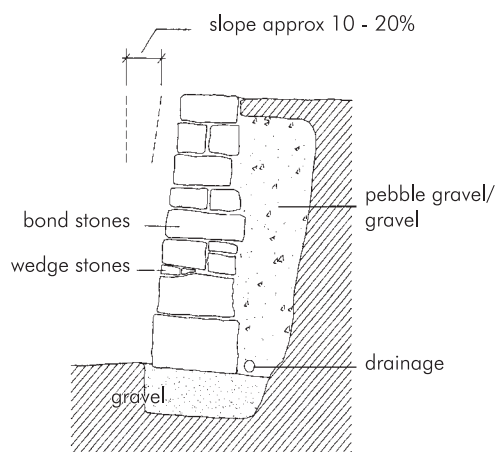 slope approx 10 - 20%
pebble gravel/
gravel
bond stones
wedge stones
drainage
gravel